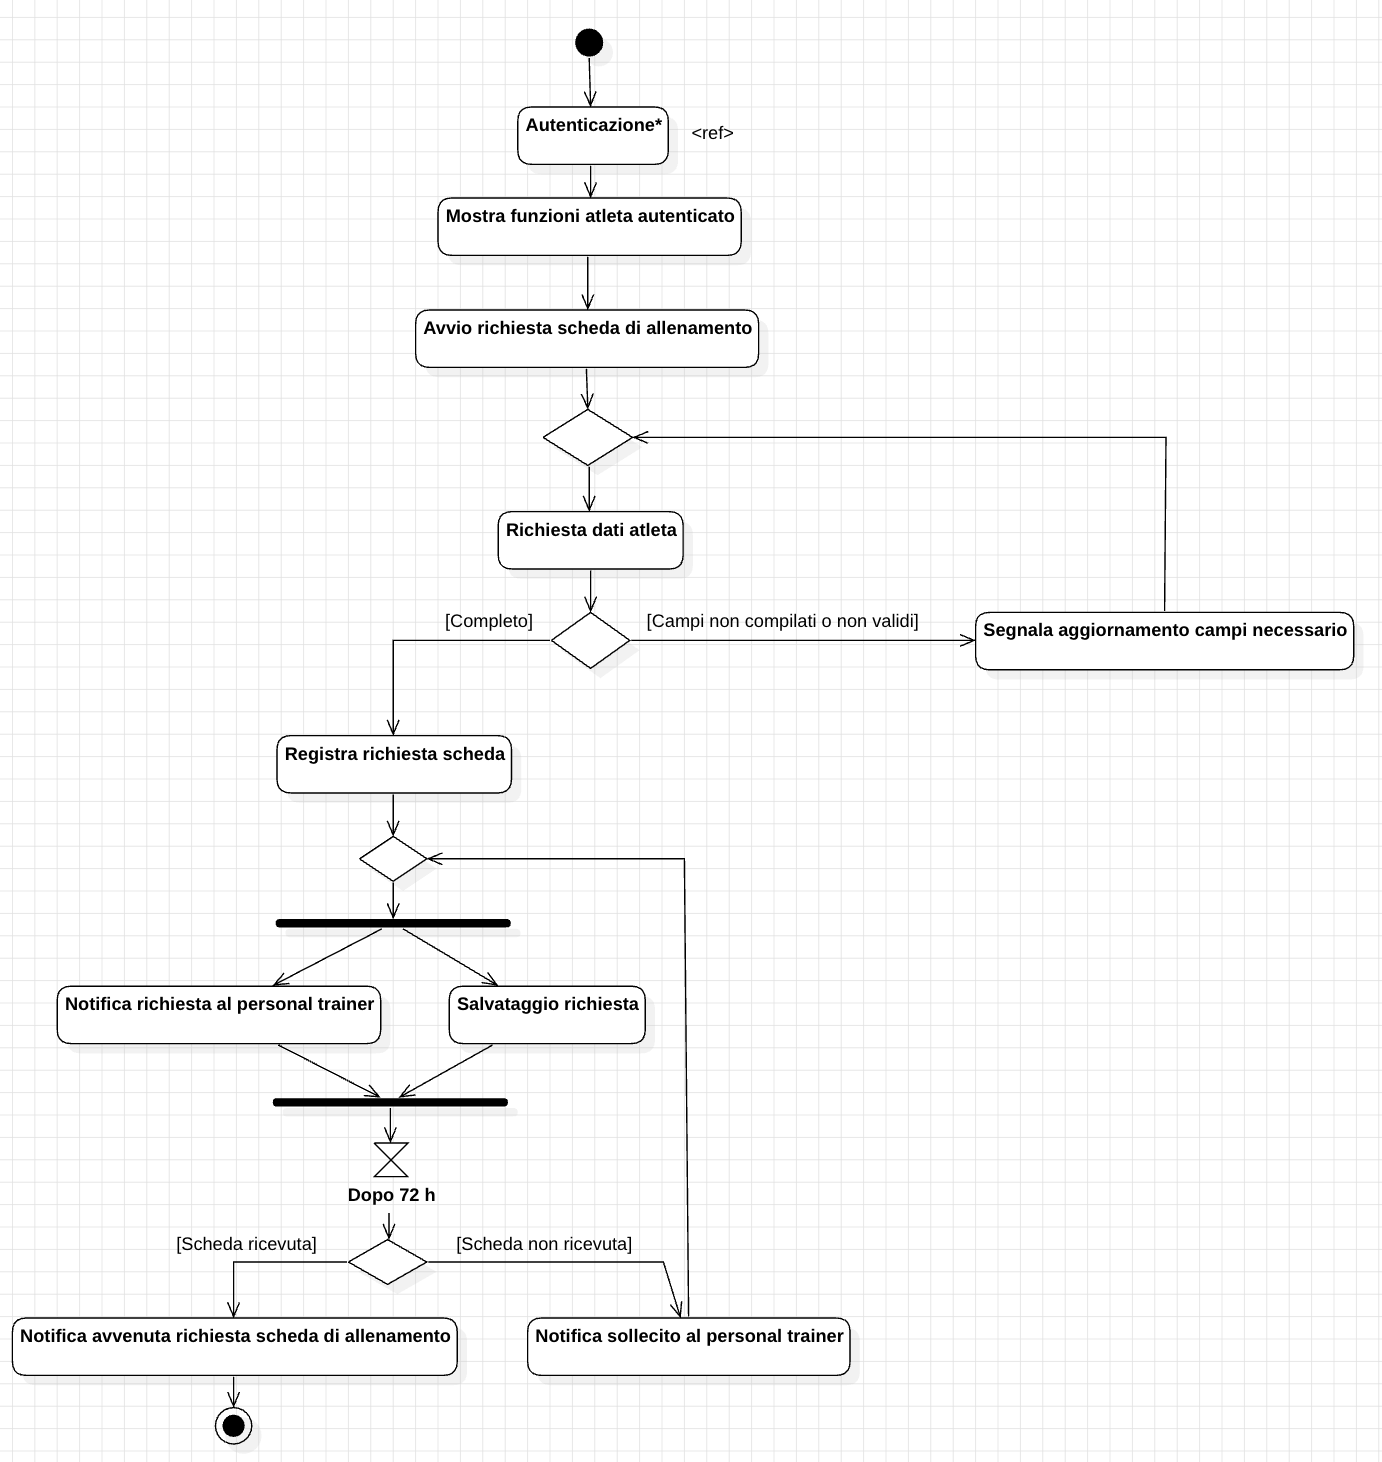 Autenticazione*
<ref>
Mostra funzioni atleta autenticato
Avvio richiesta scheda di allenamento
Richiesta dati atleta
[Completo]
[Campi non compilati o non validi]
Segnala aggiornamento campi necessario
Registra richiesta scheda
Notifica richiesta al personal trainer
Salvataggio richiesta
Dopo 72 h
[Scheda ricevuta]
[Scheda non ricevuta]
Notifica avvenuta richiesta scheda di allenamento
Notifica sollecito al personal trainer